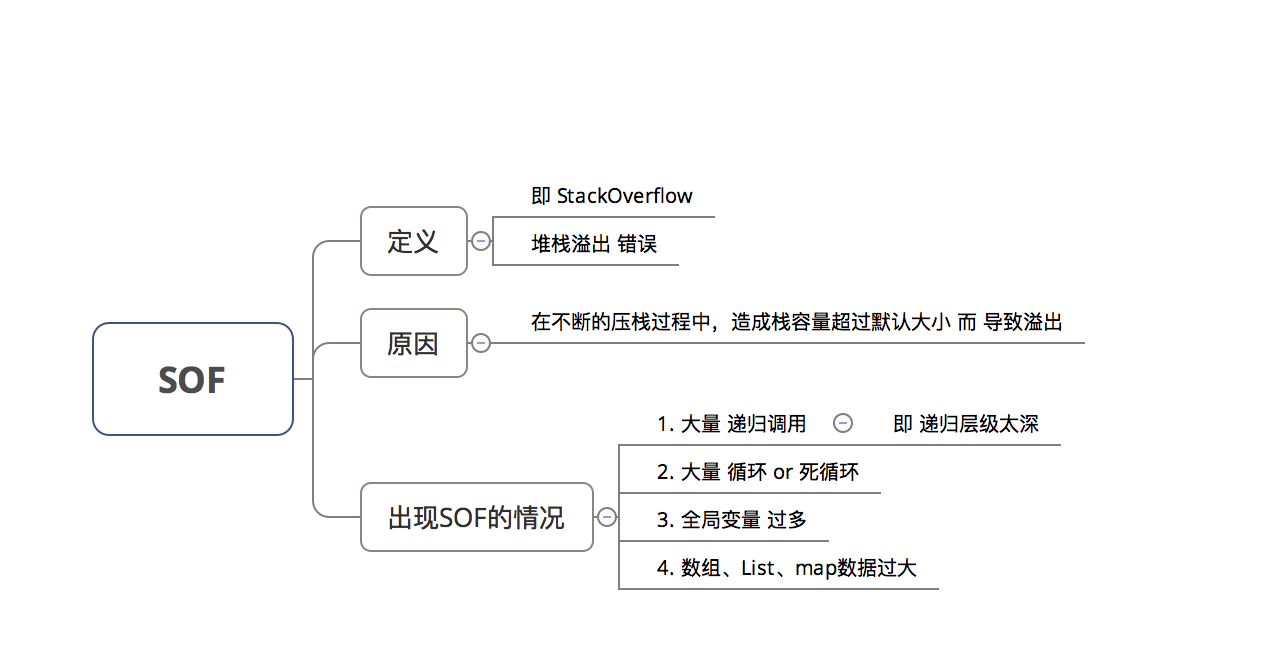 SOF
定义
即 StackOverflow
堆栈溢出 错误
原因
在不断的压栈过程中，造成栈容量超过默认大小 而 导致溢出
出现SOF的情况
1. 大量 递归调用
即 递归层级太深
2. 大量 循环 or 死循环
3. 全局变量 过多
4. 数组、List、map数据过大